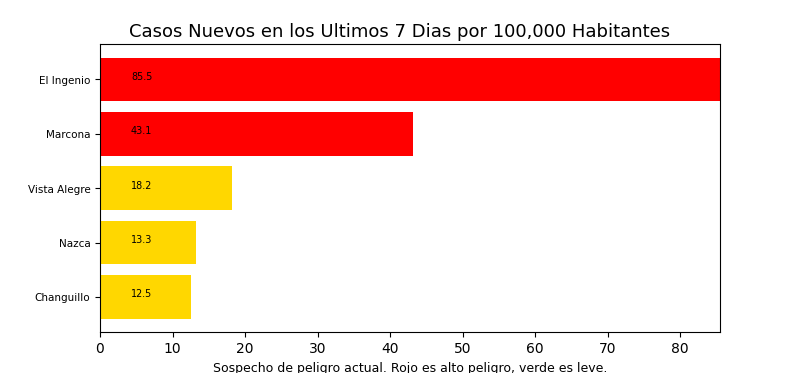 Casos Nuevos en los Ultimos 7 Dias por 100,000 Habitantes
El Ingenio 85.5
Marcona 43.1
Vista Alegre 18.2
Nazca 13.3
Changuillo 12.5
0 10 20 30 40 50 60 70 80
Sospecho de peligro actual. Rojo es alto peligro, verde es leve.